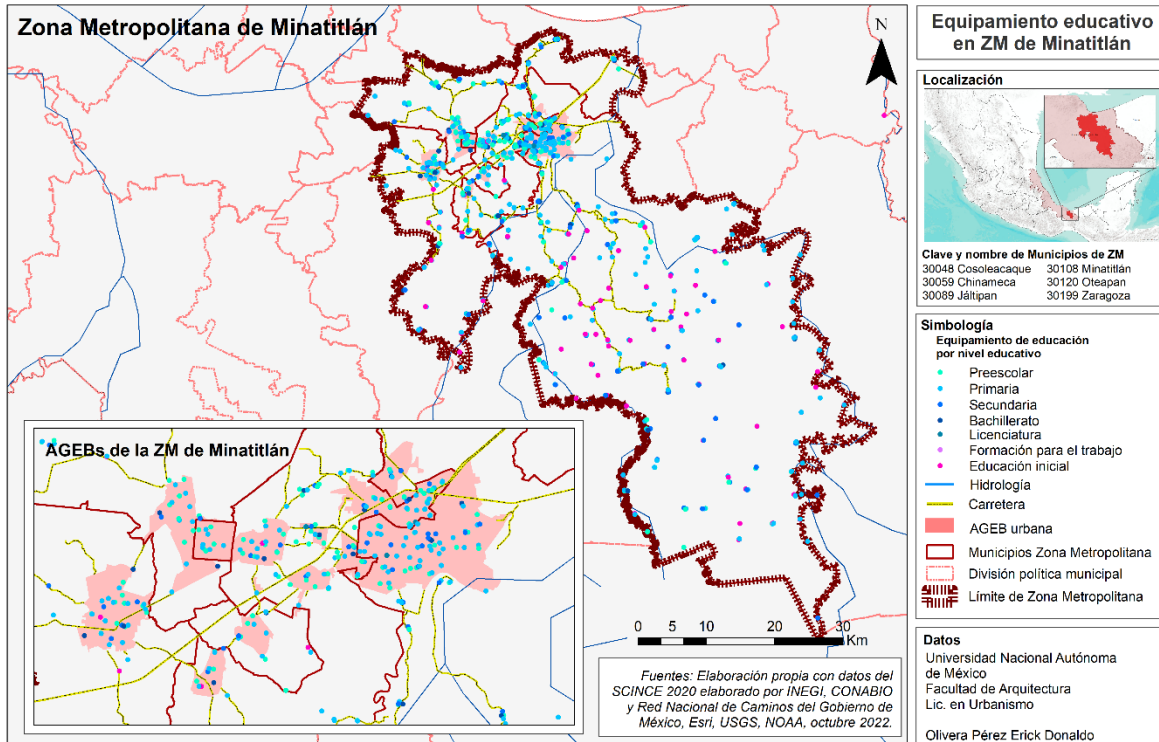 Zona Metropolitana de Minatitlán
N
AGEBs de la ZM de Minatitlán
0 5 10 20 30
Km
Fuentes: Elaboración propia con datos del
SCINCE 2020 elaborado por INEGI, CONABIO
y Red Nacional de Caminos del Gobierno de
México, Esri, USGS, NOAA, octubre 2022.
Equipamiento educativo
en ZM de Minatitlán
Localización
Clave y nombre de Municipios de ZM
30048 Cosoleacaque 30108 Minatitlán
30059 Chinameca 30120 Oteapan
30089 Jáltipan 30199 Zaragoza
Simbología
Equipamiento de educación
por nivel educativo
Preescolar
Primaria
Secundaria
Bachillerato
Licenciatura
Formación para el trabajo
Educación inicial
Hidrología
Carretera
AGEB urbana
Municipios Zona Metropolitana
División política municipal
Límite de Zona Metropolitana
Datos
Universidad Nacional Autónoma
de México
Facultad de Arquitectura
Lic. en Urbanismo
Olivera Pérez Erick Donaldo